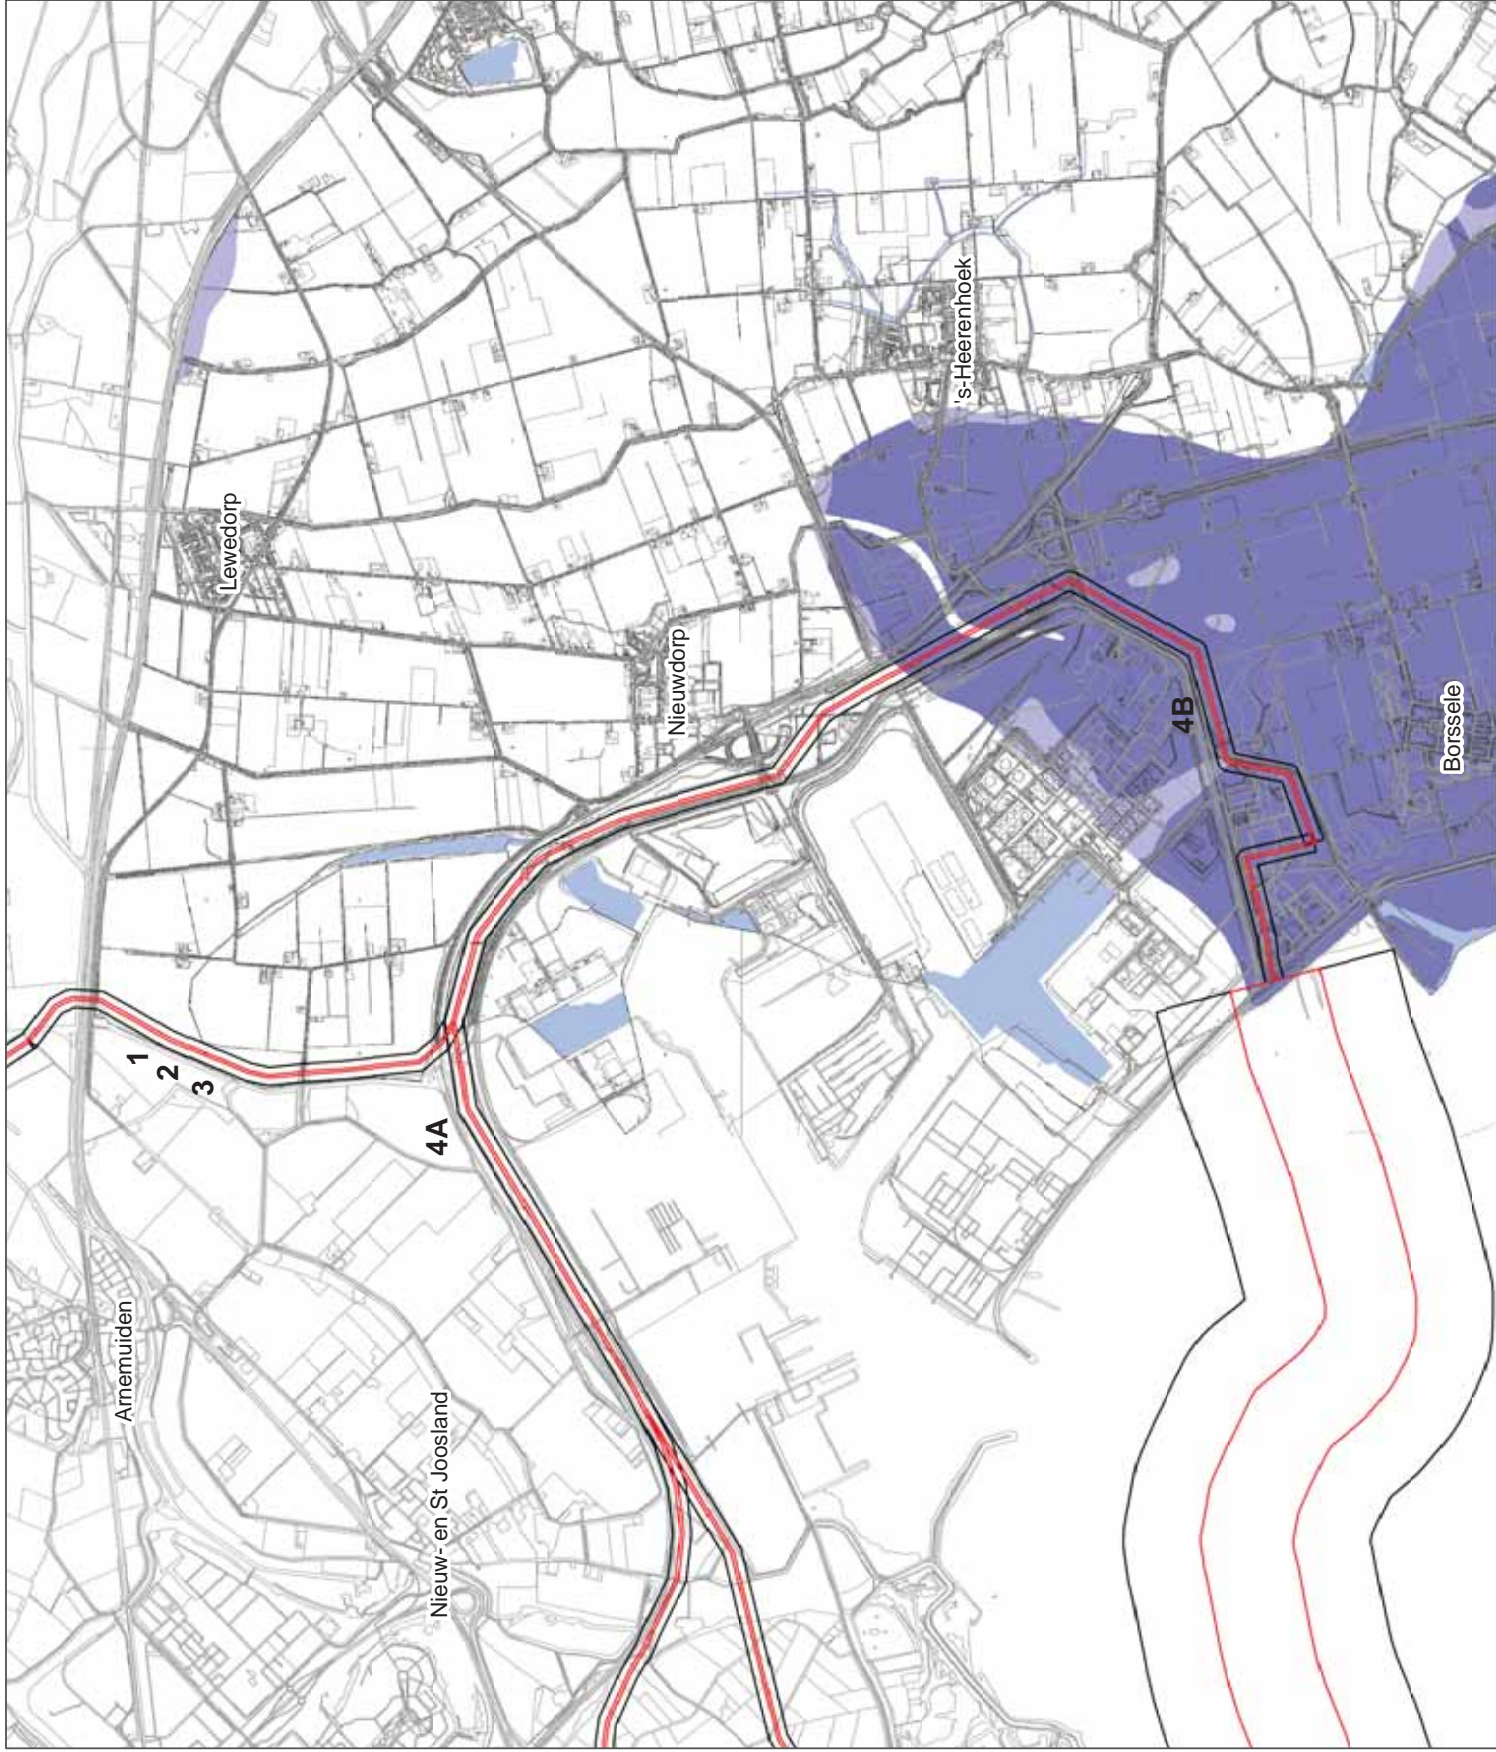 Arnemuiden
1
2
3
Lewedorp
Nieuw- en St Joosland
4A
Nieuwdorp
's-Heerenhoek
4B
Borssele